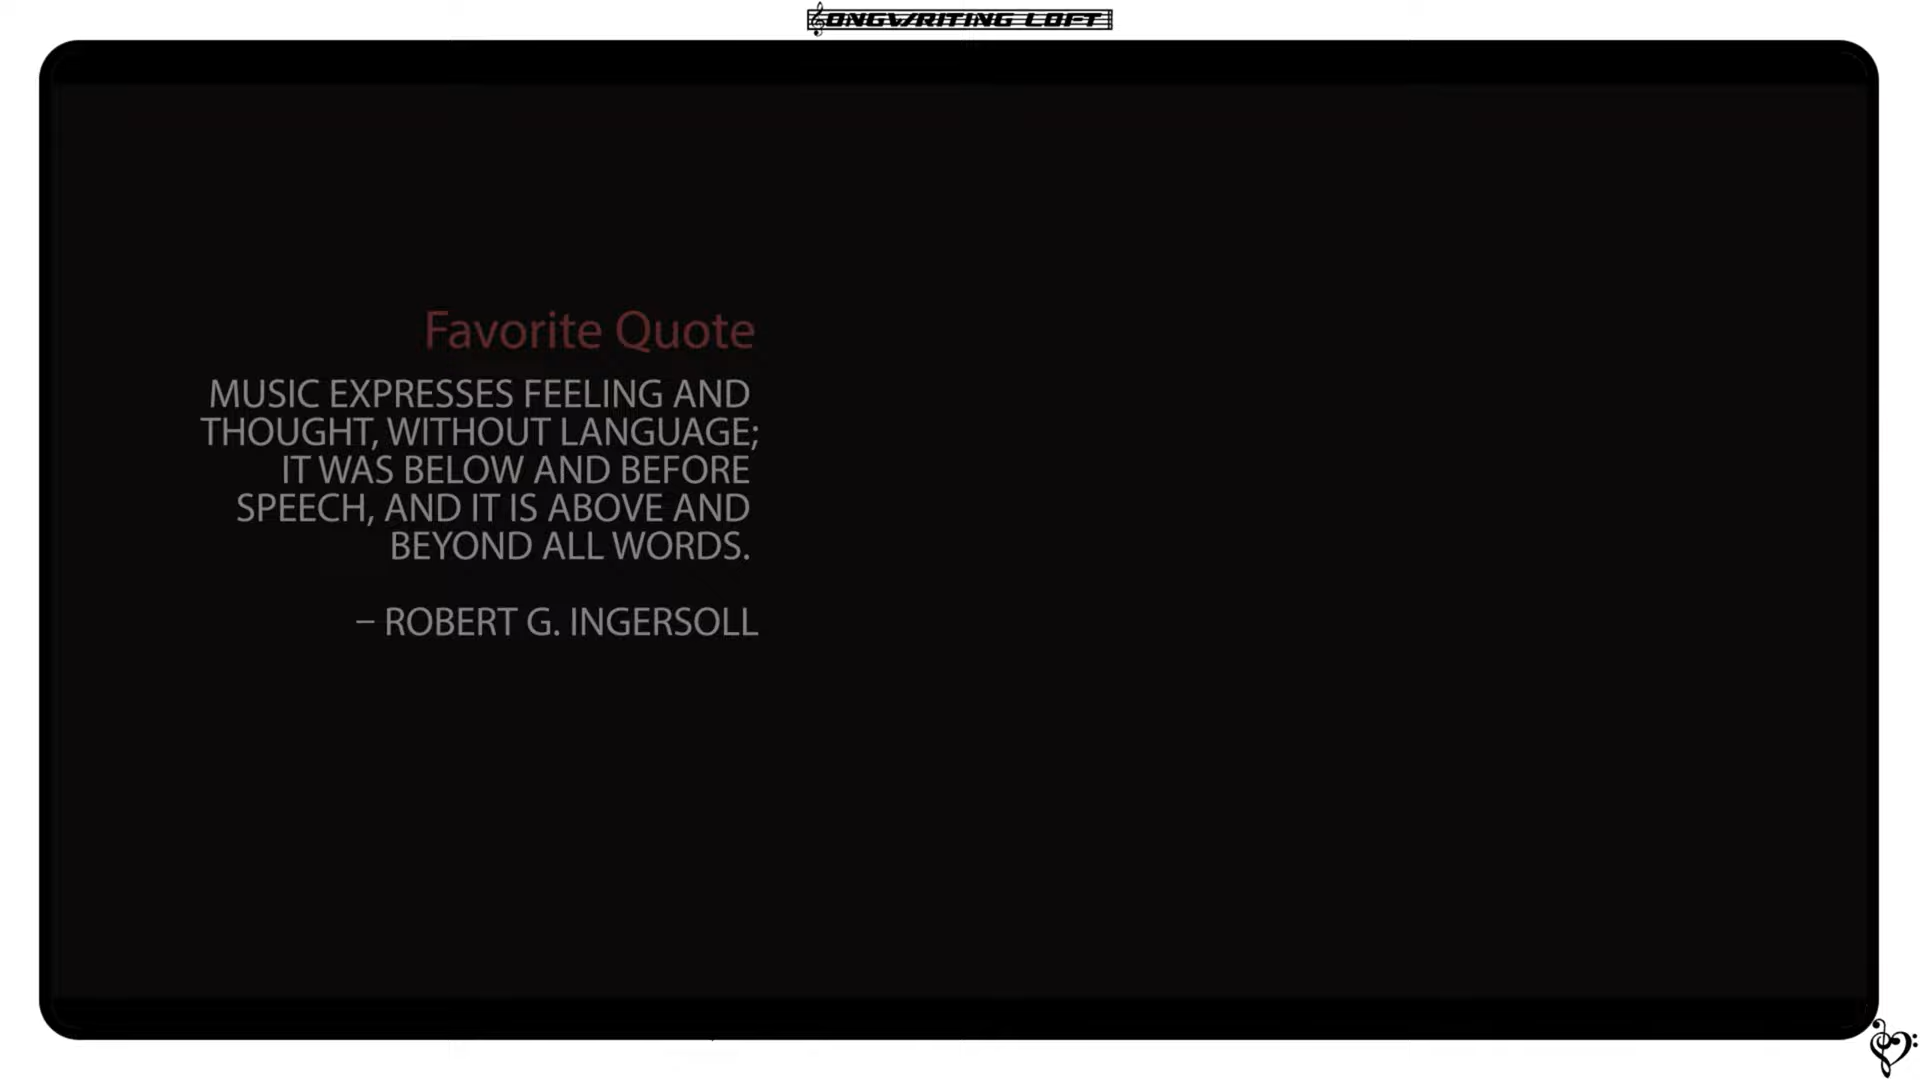 SONGWRITING LOFT
Favorite Quote
MUSIC EXPRESSES FEELING AND
THOUGHT, WITHOUT LANGUAGE;
IT WAS BELOW AND BEFORE
SPEECH, AND IT IS ABOVE AND
BEYOND ALL WORDS.
– ROBERT G. INGERSOLL